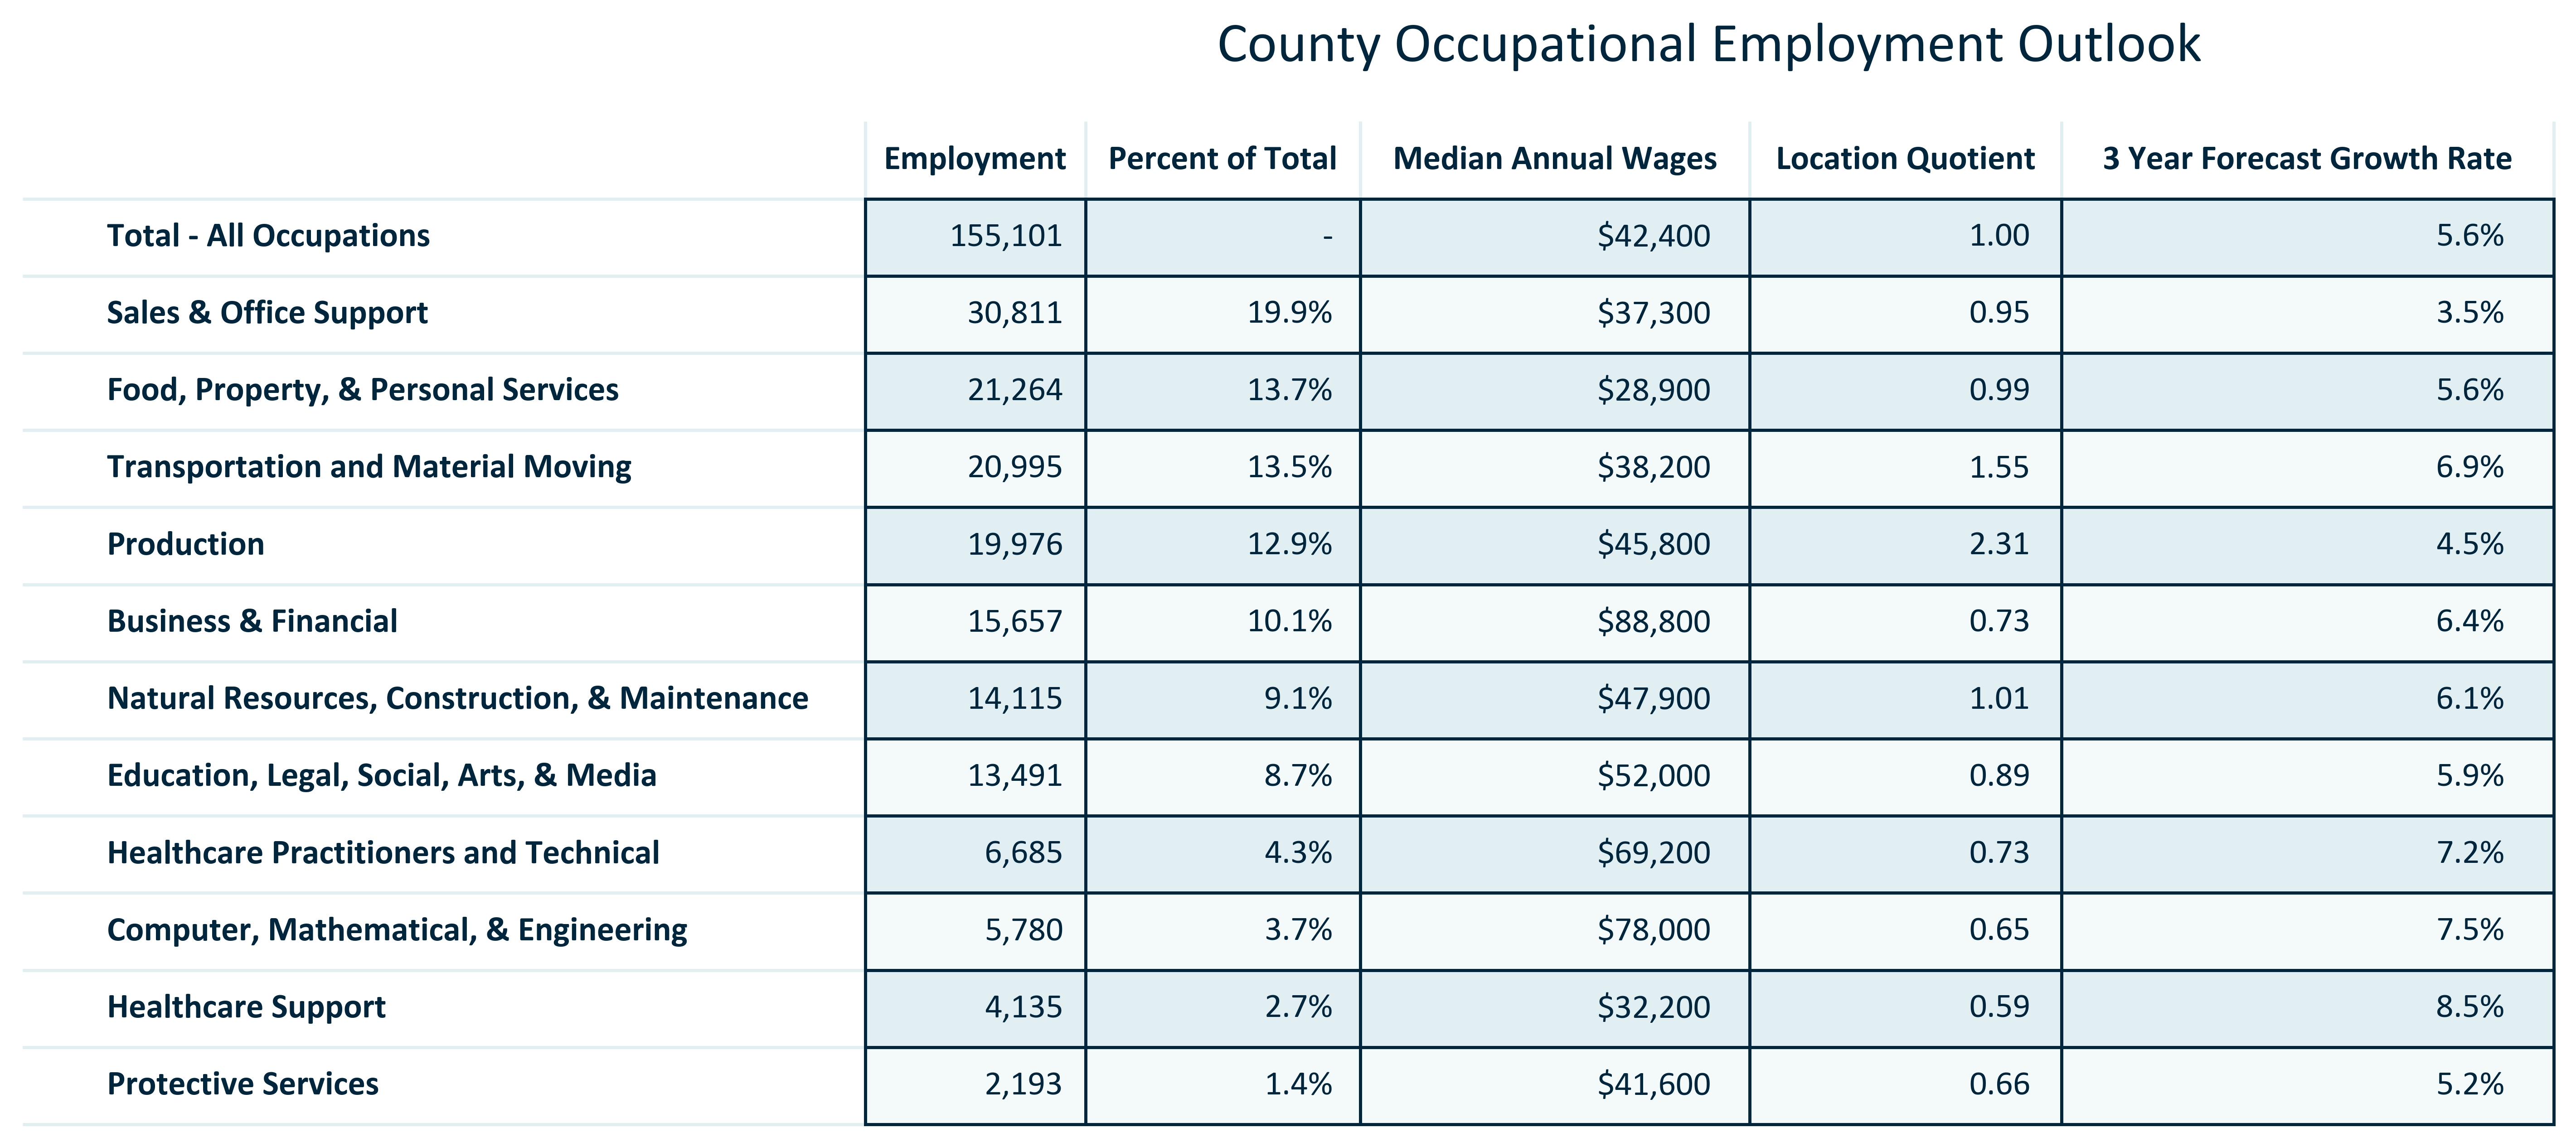 County Occupational Employment Outlook
Employment Percent of Total Median Annual Wages Location Quotient 3 Year Forecast Growth Rate
Total - All Occupations 155,101 - $42,400 1.00 5.6%
Sales & Office Support 30,811 19.9% $37,300 0.95 3.5%
Food, Property, & Personal Services 21,264 13.7% $28,900 0.99 5.6%
Transportation and Material Moving 20,995 13.5% $38,200 1.55 6.9%
Production 19,976 12.9% $45,800 2.31 4.5%
Business & Financial 15,657 10.1% $88,800 0.73 6.4%
Natural Resources, Construction, & Maintenance 14,115 9.1% $47,900 1.01 6.1%
Education, Legal, Social, Arts, & Media 13,491 8.7% $52,000 0.89 5.9%
Healthcare Practitioners and Technical 6,685 4.3% $69,200 0.73 7.2%
Computer, Mathematical, & Engineering 5,780 3.7% $78,000 0.65 7.5%
Healthcare Support 4,135 2.7% $32,200 0.59 8.5%
Protective Services 2,193 1.4% $41,600 0.66 5.2%